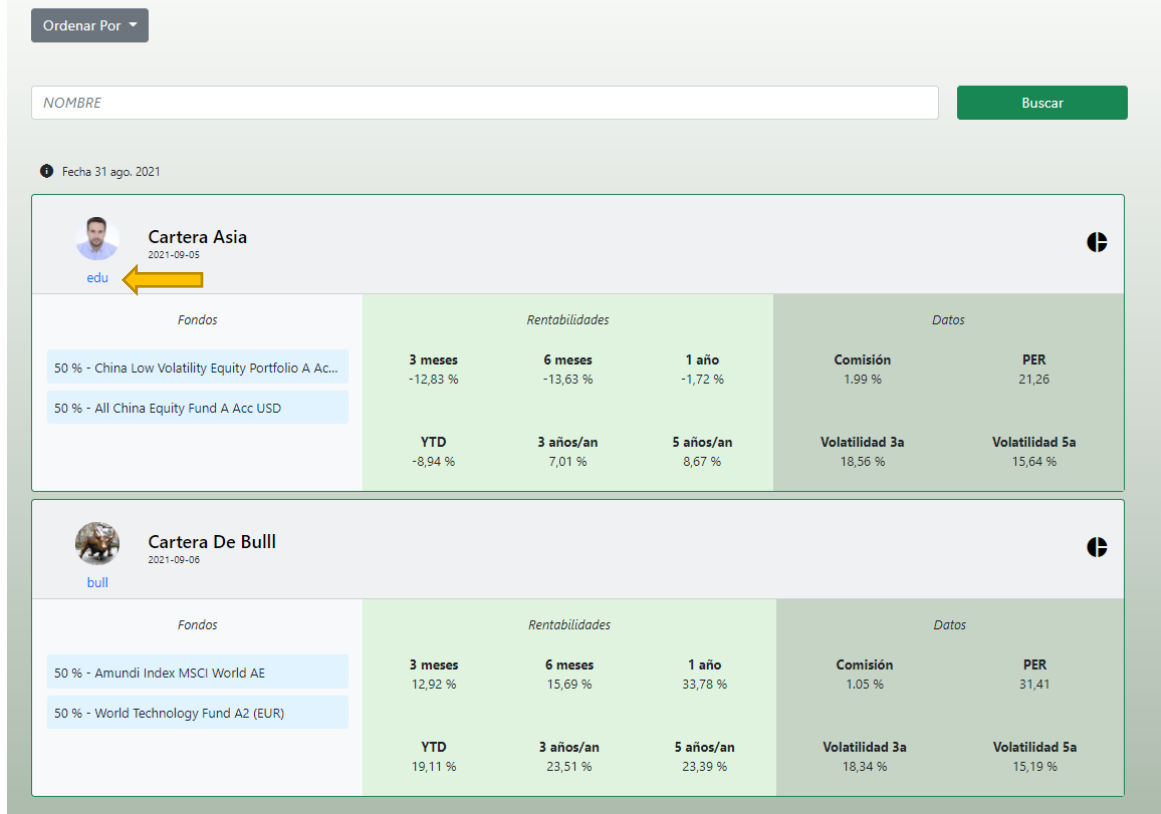 Ordenar Por
NOMBRE
Buscar
Fecha 31 ago. 2021
Cartera Asia
2021-09-05
edu
Fondos
50 % - China Low Volatility Equity Portfolio A Ac...
50 % - All China Equity Fund A Acc USD
Rentabilidades
3 meses 6 meses 1 año
-12,83 % -13,63 % -1,72 %
YTD 3 años/an 5 años/an
-8,94 % 7,01 % 8,67 %
Datos
Comisión PER
1.99 % 21,26
Volatilidad 3a Volatilidad 5a
18,56 % 15,64 %
Cartera De Bulll
2021-09-06
bull
Fondos
50 % - Amundi Index MSCI World AE
50 % - World Technology Fund A2 (EUR)
Rentabilidades
3 meses 6 meses 1 año
12,92 % 15,69 % 33,78 %
YTD 3 años/an 5 años/an
19,11 % 23,51 % 23,39 %
Datos
Comisión PER
1.05 % 31,41
Volatilidad 3a Volatilidad 5a
18,34 % 15,19 %